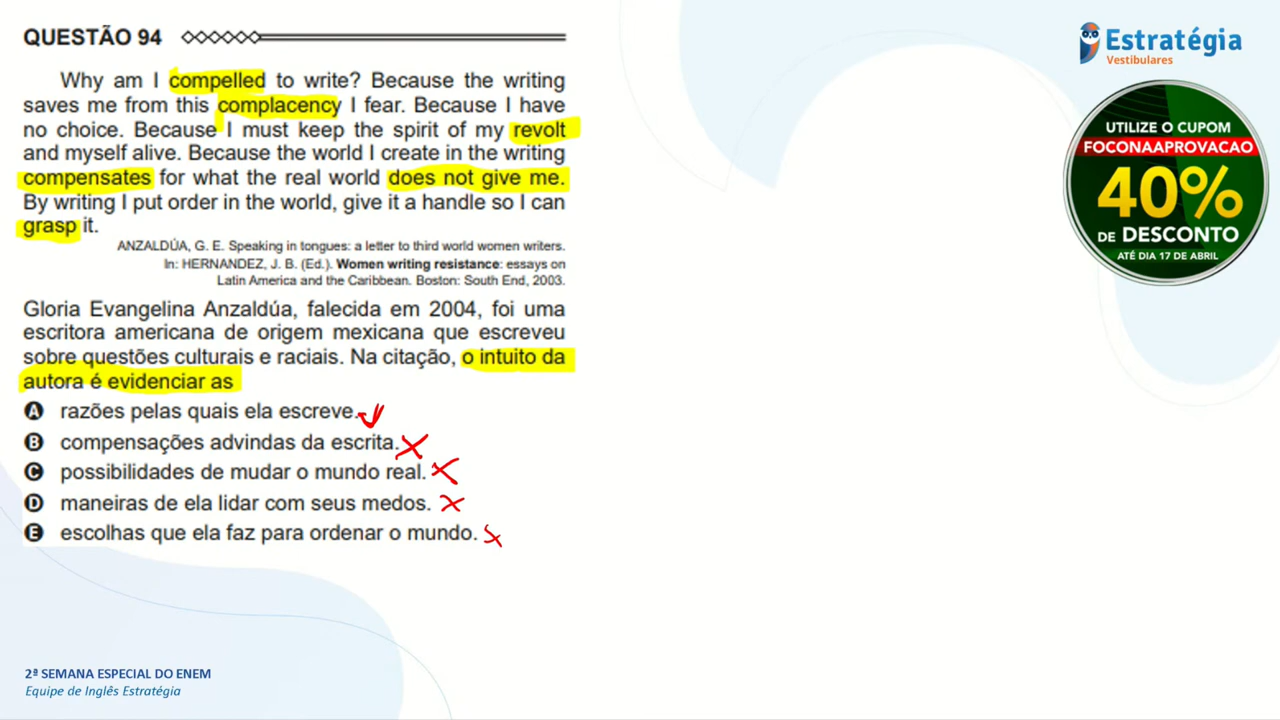 QUESTÃO 94
Why am I compelled to write? Because the writing
saves me from this complacency I fear. Because I have
no choice. Because I must keep the spirit of my revolt
and myself alive. Because the world I create in the writing
compensates for what the real world does not give me.
By writing I put order in the world, give it a handle so I can
grasp it.
ANZALDÚA, G. E. Speaking in tongues: a letter to third world women writers.
In: HERNANDEZ, J. B. (Ed.). Women writing resistance: essays on
Latin America and the Caribbean. Boston: South End, 2003.
Gloria Evangelina Anzaldúa, falecida em 2004, foi uma
escritora americana de origem mexicana que escreveu
sobre questões culturais e raciais. Na citação, o intuito da
autora é evidenciar as
A razões pelas quais ela escreve.
B compensações advindas da escrita.
C possibilidades de mudar o mundo real.
D maneiras de ela lidar com seus medos.
E escolhas que ela faz para ordenar o mundo.
Estratégia
Vestibulares
UTILIZE O CUPOM
FOCONAAPROVACAO
40%
DE DESCONTO
ATÉ DIA 17 DE ABRIL
2ª SEMANA ESPECIAL DO ENEM
Equipe de Inglês Estratégia